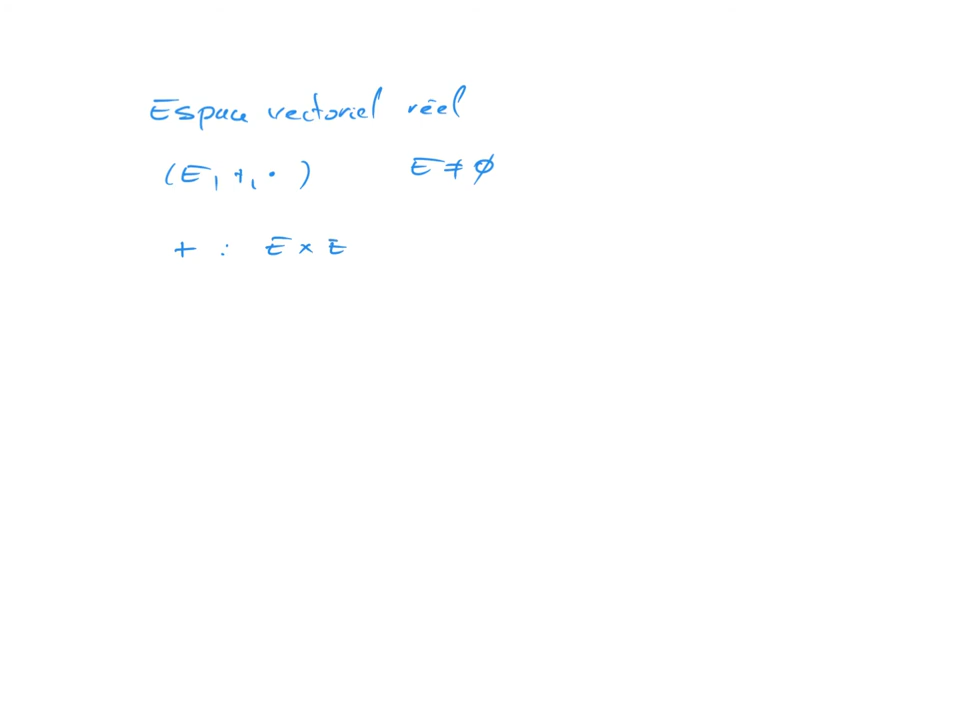 Espace vectoriel réel
(E, +, ·) E ≠ ∅
+ : E × E